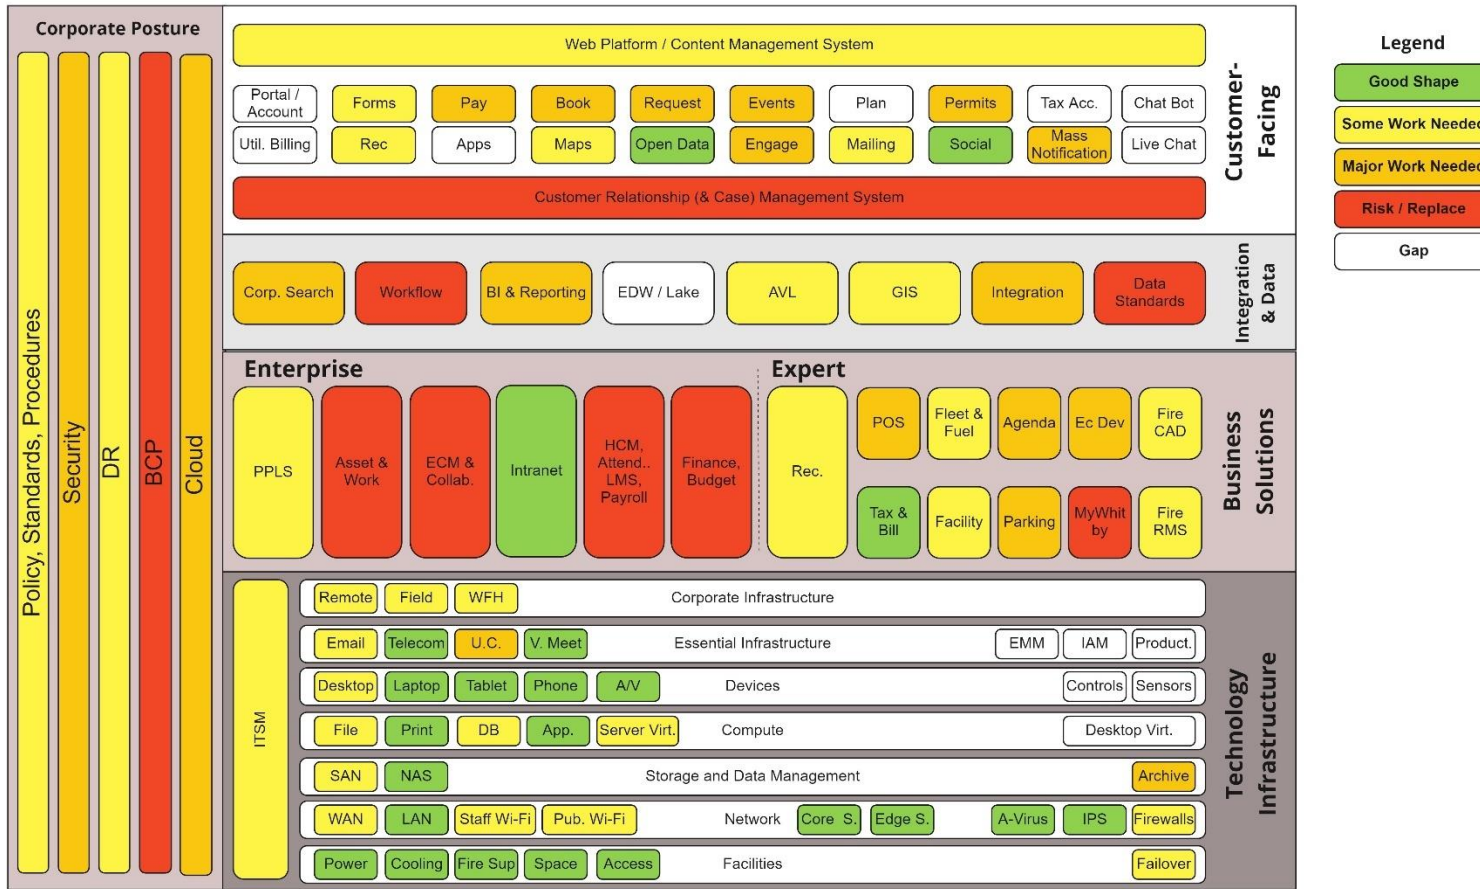 Corporate Posture
Policy, Standards, Procedures
Security
DR
BCP
Cloud
Web Platform / Content Management System
Portal /
Account
Forms
Pay
Book
Request
Events
Plan
Permits
Tax Acc.
Chat Bot
Util. Billing
Rec
Apps
Maps
Open Data
Engage
Mailing
Social
Mass
Notification
Live Chat
Customer Relationship (& Case) Management System
Customer-
Facing
Corp. Search
Workflow
BI & Reporting
EDW / Lake
AVL
GIS
Integration
Data
Standards
Integration
& Data
Enterprise
PPLS
Asset &
Work
ECM &
Collab.
Intranet
HCM,
Attend..
LMS,
Payroll
Finance,
Budget
Expert
Rec.
POS
Fleet &
Fuel
Agenda
Ec Dev
Fire
CAD
Tax &
Bill
Facility
Parking
MyWhit
by
Fire
RMS
Business
Solutions
ITSM
Remote
Field
WFH
Corporate Infrastructure
Email
Telecom
U.C.
V. Meet
Essential Infrastructure
EMM
IAM
Product.
Desktop
Laptop
Tablet
Phone
A/V
Devices
Controls
Sensors
File
Print
DB
App.
Server Virt.
Compute
Desktop Virt.
SAN
NAS
Storage and Data Management
Archive
WAN
LAN
Staff Wi-Fi
Pub. Wi-Fi
Network
Core S.
Edge S.
A-Virus
IPS
Firewalls
Power
Cooling
Fire Sup
Space
Access
Facilities
Failover
Technology
Infrastructure
Legend
Good Shape
Some Work Needed
Major Work Needed
Risk / Replace
Gap